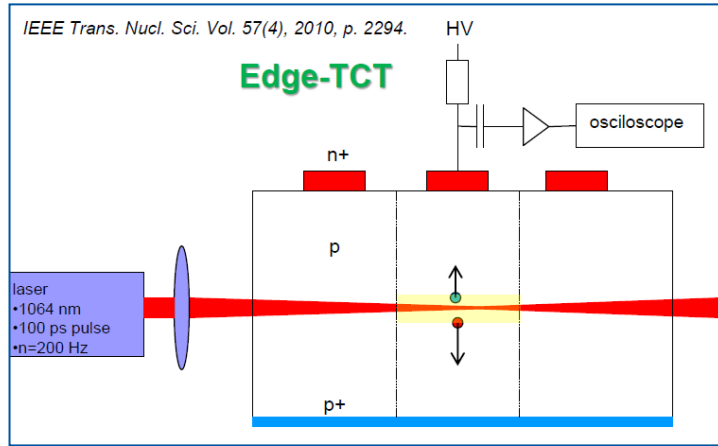 IEEE Trans. Nucl. Sci. Vol. 57(4), 2010, p. 2294.
HV
Edge-TCT
osciloscope
n+
p
laser
•1064 nm
•100 ps pulse
•n=200 Hz
p+